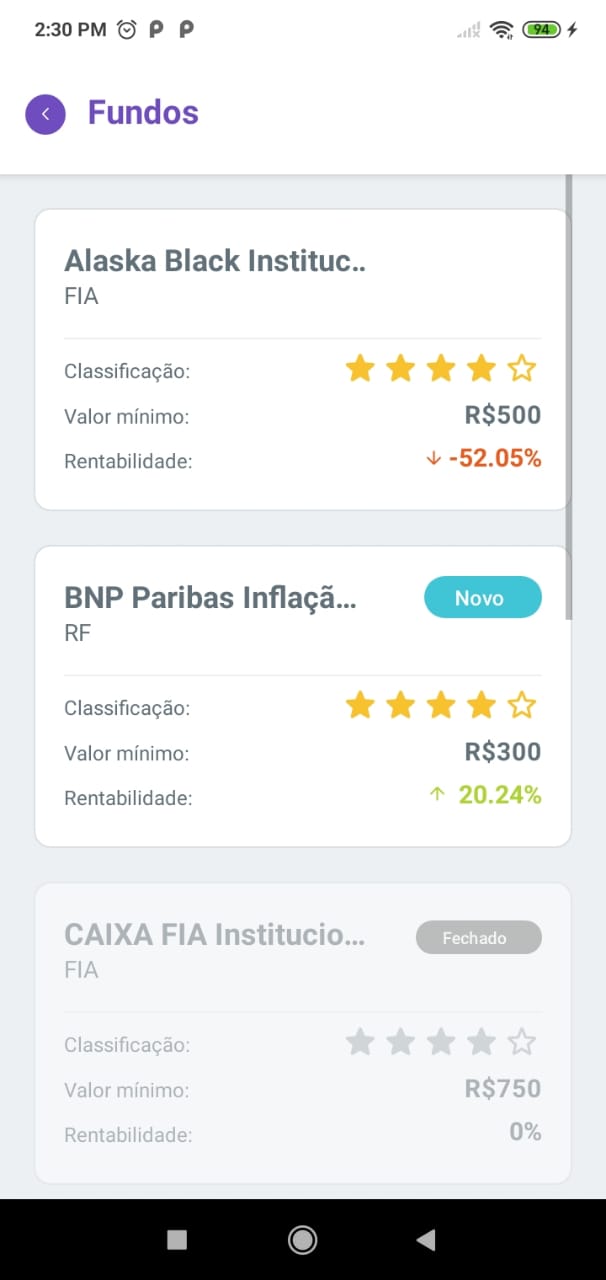 2:30 PM
94
Fundos
Alaska Black Instituc..
FIA
Classificação:
Valor mínimo: R$500
Rentabilidade: ↓ -52.05%
BNP Paribas Inflaçã... Novo
RF
Classificação:
Valor mínimo: R$300
Rentabilidade: ↑ 20.24%
CAIXA FIA Institucio... Fechado
FIA
Classificação:
Valor mínimo: R$750
Rentabilidade: 0%